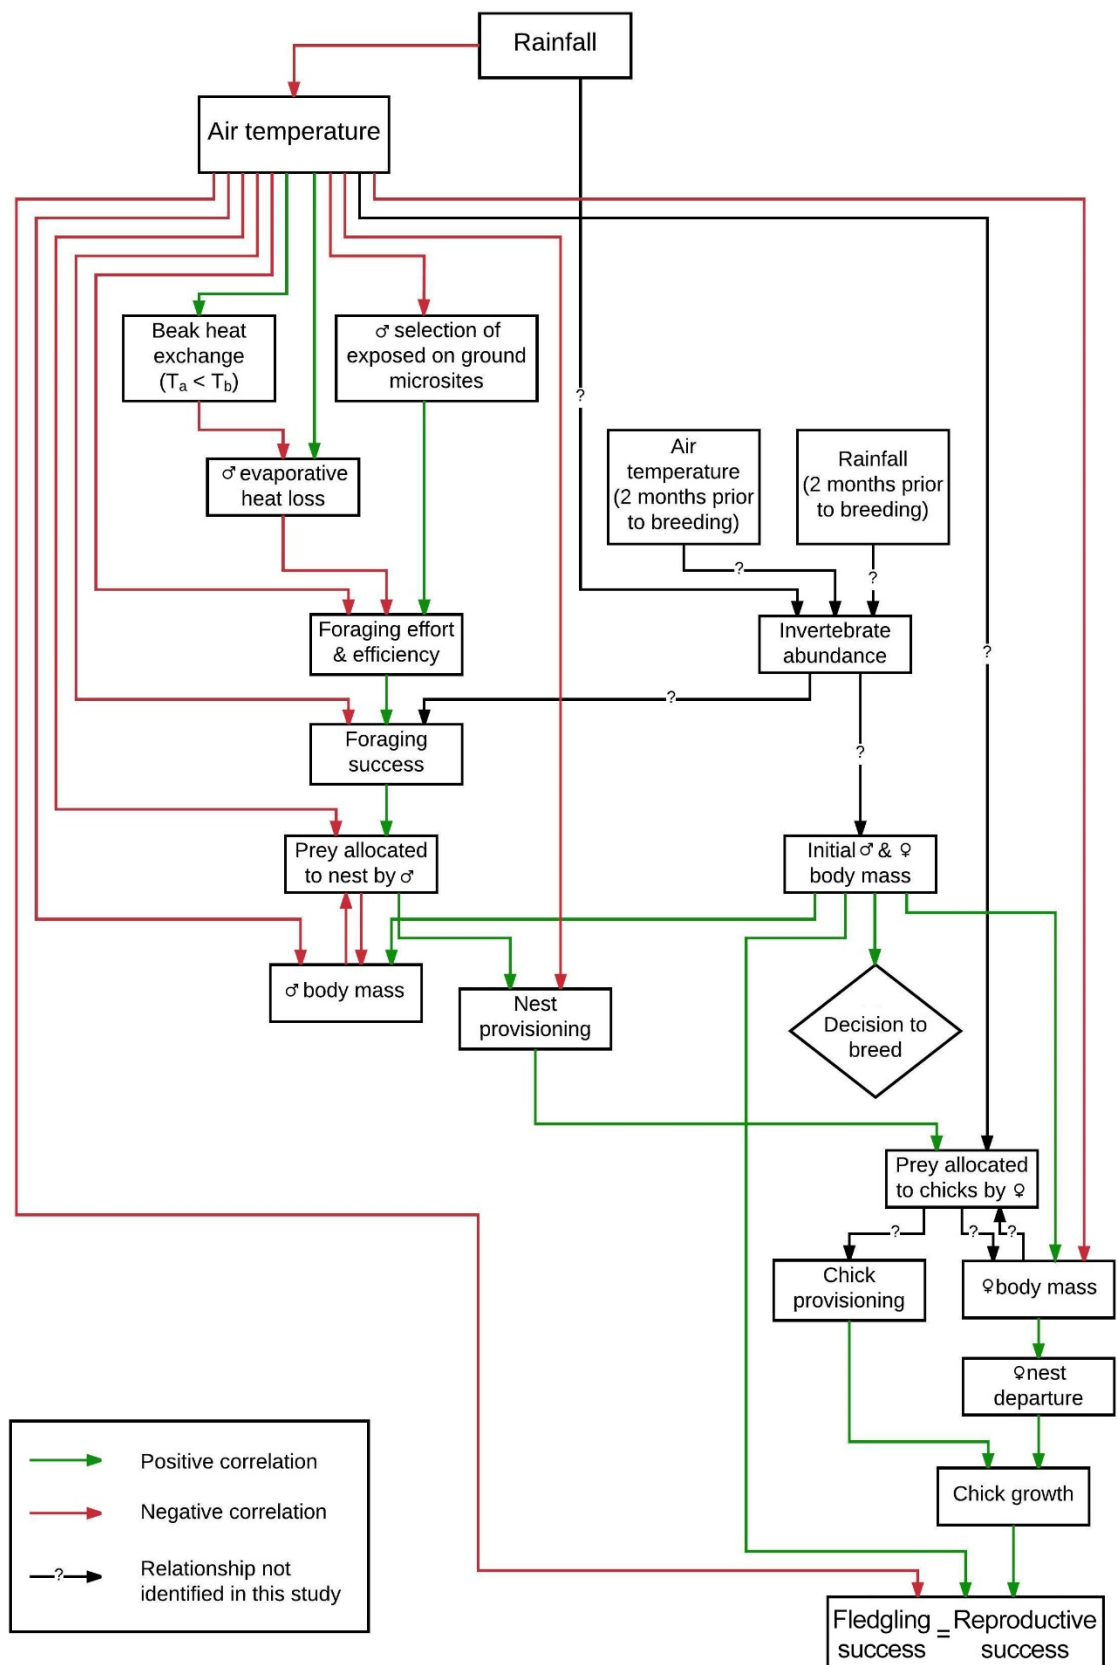 Rainfall
Air temperature
Beak heat
exchange
(Ta < Tb)
♂ selection of
exposed on ground
microsites
?
♂ evaporative
heat loss
Air
temperature
(2 months prior
to breeding)
Rainfall
(2 months prior
to breeding)
?
?
Foraging effort
& efficiency
Invertebrate
abundance
?
?
Foraging
success
?
Prey allocated
to nest by ♂
Initial ♂ & ♀
body mass
♂ body mass
Nest
provisioning
Decision to
breed
Prey allocated
to chicks by ♀
?
?
?
Chick
provisioning
♀ body mass
♀ nest
departure
Chick growth
Positive correlation
Negative correlation
?
Relationship not
identified in this study
Fledgling
success
=
Reproductive
success